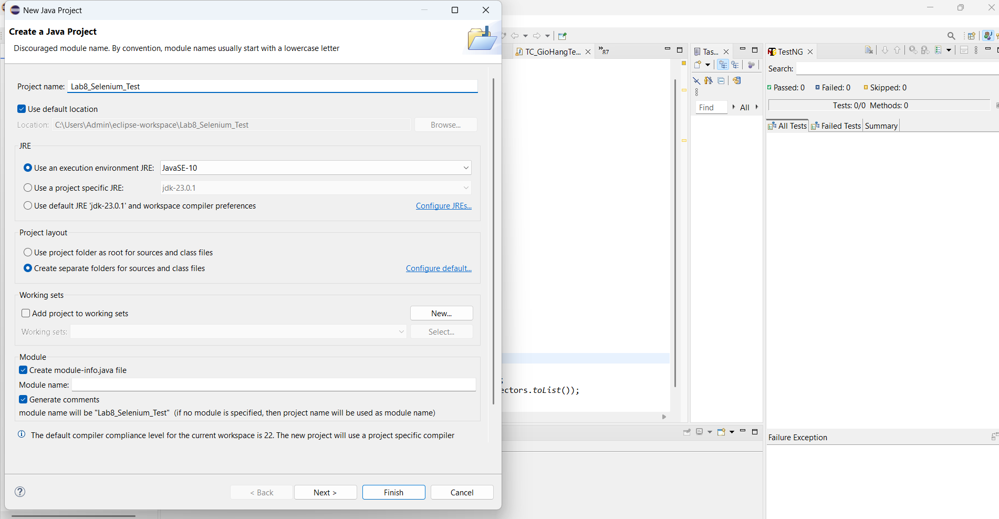 New Java Project
Create a Java Project
Discouraged module name. By convention, module names usually start with a lowercase letter
Project name: Lab8_Selenium_Test
Use default location
Location: C:\Users\Admin\eclipse-workspace\Lab8_Selenium_Test Browse...
JRE
Use an execution environment JRE: JavaSE-10
Use a project specific JRE: jdk-23.0.1
Use default JRE 'jdk-23.0.1' and workspace compiler preferences Configure JREs...
Project layout
Use project folder as root for sources and class files
Create separate folders for sources and class files Configure default...
Working sets
Add project to working sets New...
Working sets: Select...
Module
Create module-info.java file
Module name:
Generate comments
module name will be "Lab8_Selenium_Test" (if no module is specified, then project name will be used as module name)
The default compiler compliance level for the current workspace is 22. The new project will use a project specific compiler
< Back Next > Finish Cancel
TC_GioHangTe... 87
;
ectors.toList());
Tas...
Find All
TestNG
Search:
Passed: 0 Failed: 0 Skipped: 0
Tests: 0/0 Methods: 0
All Tests Failed Tests Summary
Failure Exception